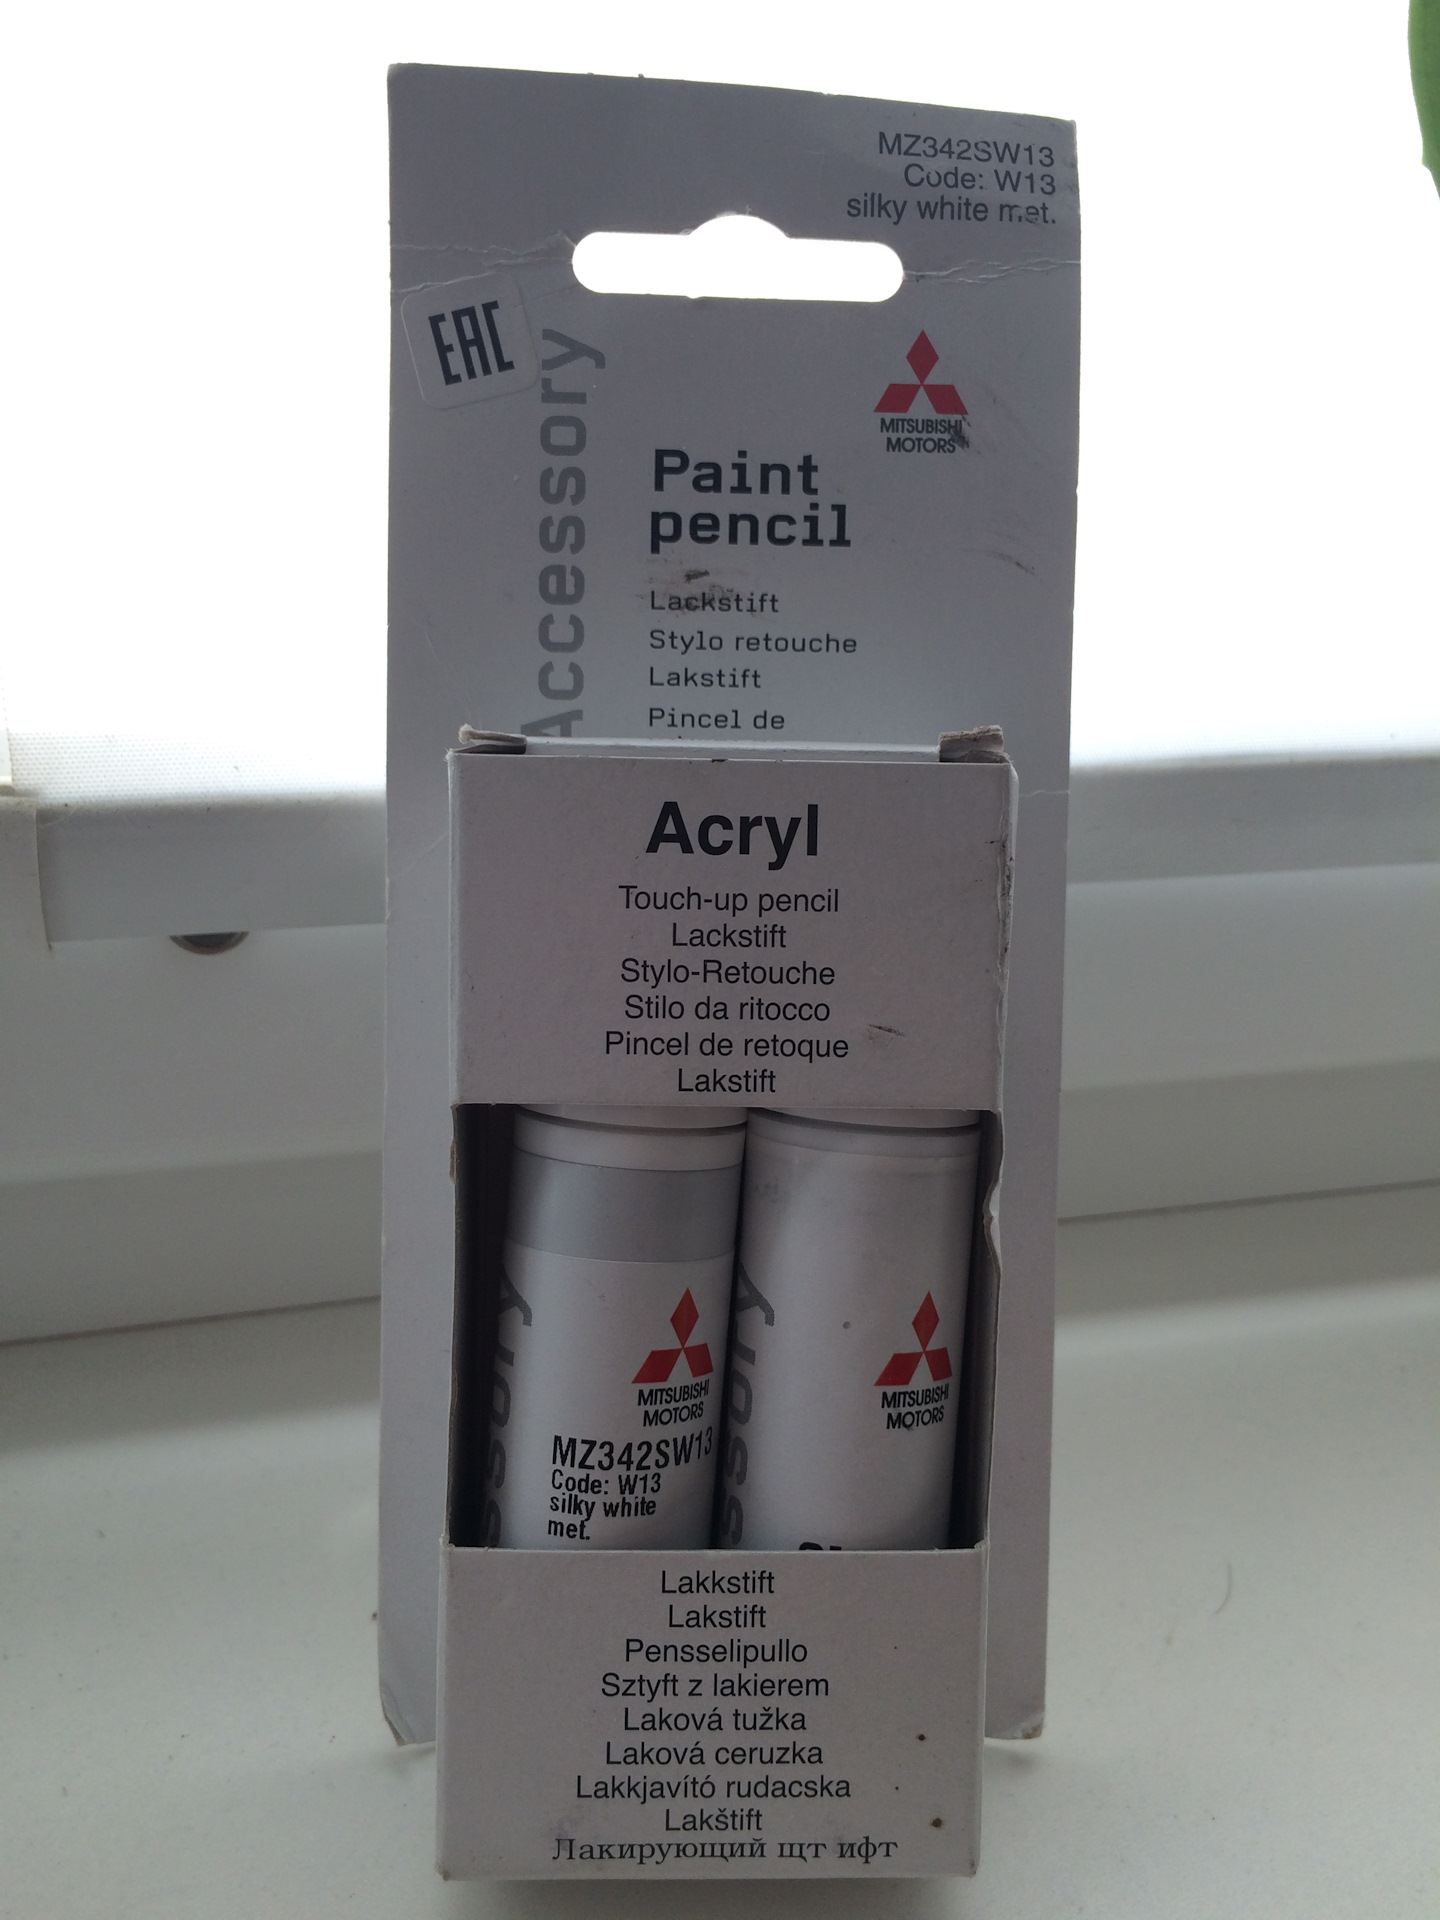 MZ342SW13
Code: W13
silky white met.
EAC
Accessory
MITSUBISHI
MOTORS
Paint
pencil
Lackstift
Stylo retouche
Lakstift
Pincel de
Acryl
Touch-up pencil
Lackstift
Stylo-Retouche
Stilo da ritocco
Pincel de retoque
Lakstift
MITSUBISHI
MOTORS
MZ342SW13
Code: W13
silky white
met.
MITSUBISHI
MOTORS
Lakkstift
Lakstift
Pensselipullo
Sztyft z lakierem
Laková tužka
Laková ceruzka
Lakkjavító rudacska
Lakštift
Лакирующий щт ифт